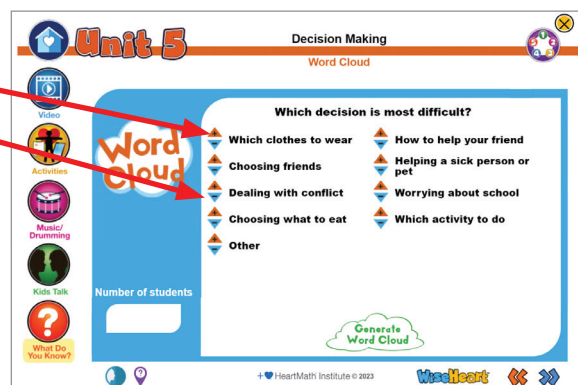 Unit 5
Decision Making
Word Cloud
Video
Activities
Music/
Drumming
Kids Talk
What Do
You Know?
Word
Cloud
Number of students
Which decision is most difficult?
+
−
Which clothes to wear
+
−
Choosing friends
+
−
Dealing with conflict
+
−
Choosing what to eat
+
−
Other
+
−
How to help your friend
+
−
Helping a sick person or
pet
+
−
Worrying about school
+
−
Which activity to do
Generate
Word Cloud
?
+♥ HeartMath Institute © 2023
WiseHeart